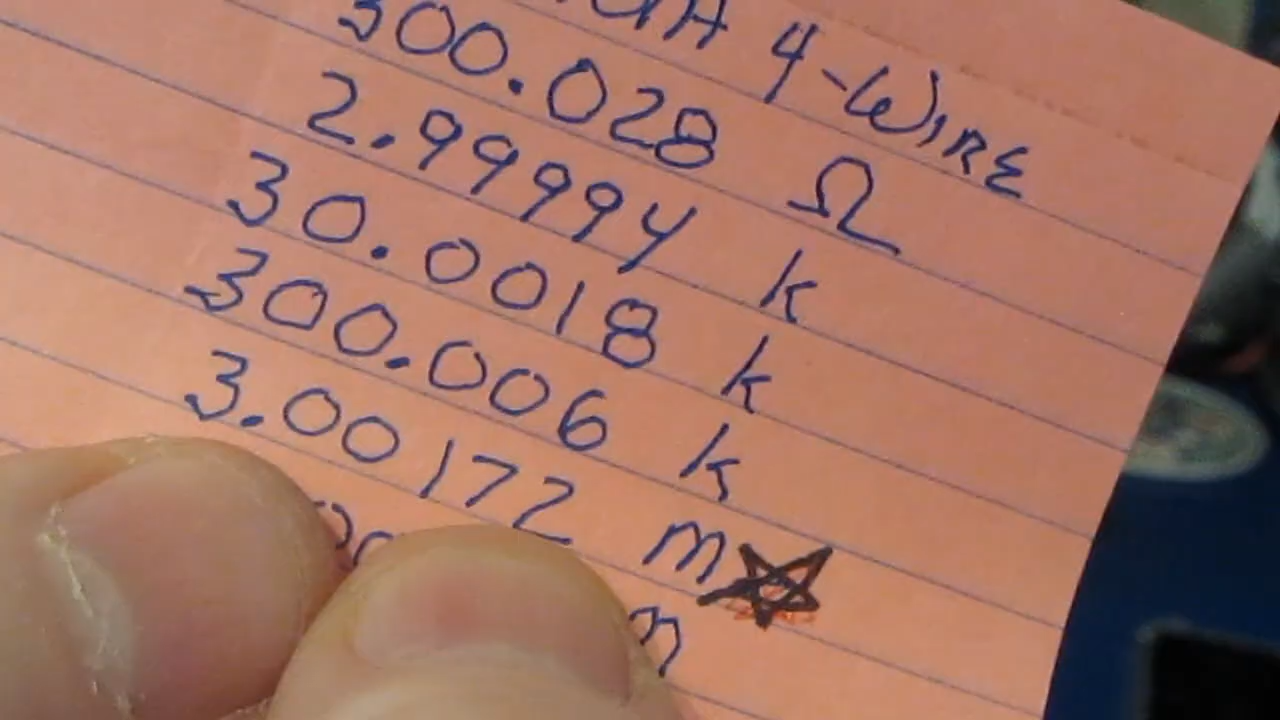 4-WIRE
300.028 Ω
2.99994 k
30.0018 k
300.006 k
3.00172 m
m